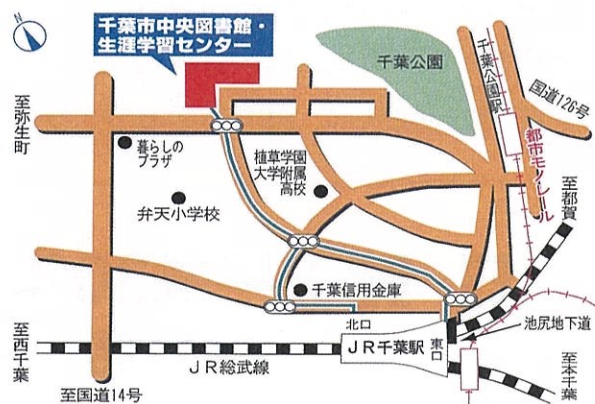 N
千葉市中央図書館・
生涯学習センター
千葉公園
千葉公園駅
国道126号
至弥生町
暮らしの
プラザ
植草学園
大学附属
高校
都市モノレール
至都賀
弁天小学校
千葉信用金庫
北口
東口
池尻地下道
至西千葉
JR千葉駅
JR総武線
至本千葉
至国道14号